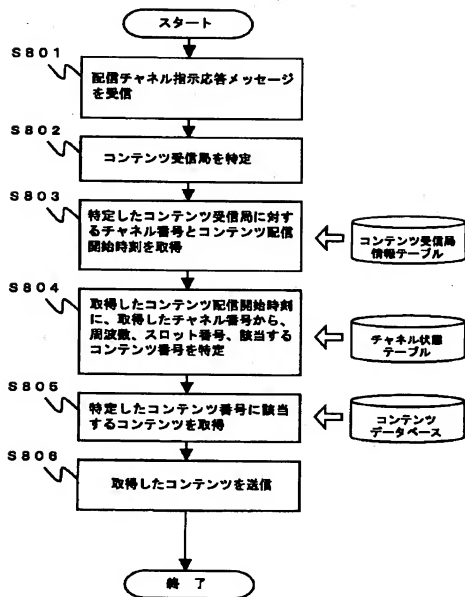 スタート
S801
配信チャネル指示応答メッセージ
を受信
S802
コンテンツ受信局を特定
S803
特定したコンテンツ受信局に対す
るチャネル番号とコンテンツ配信
開始時刻を取得
コンテンツ受信局
情報テーブル
S804
取得したコンテンツ配信開始時刻
に、取得したチャネル番号から、
周波数、スロット番号、該当する
コンテンツ番号を特定
チャネル状態
テーブル
S805
特定したコンテンツ番号に該当
するコンテンツを取得
コンテンツ
データベース
S806
取得したコンテンツを送信
終 了